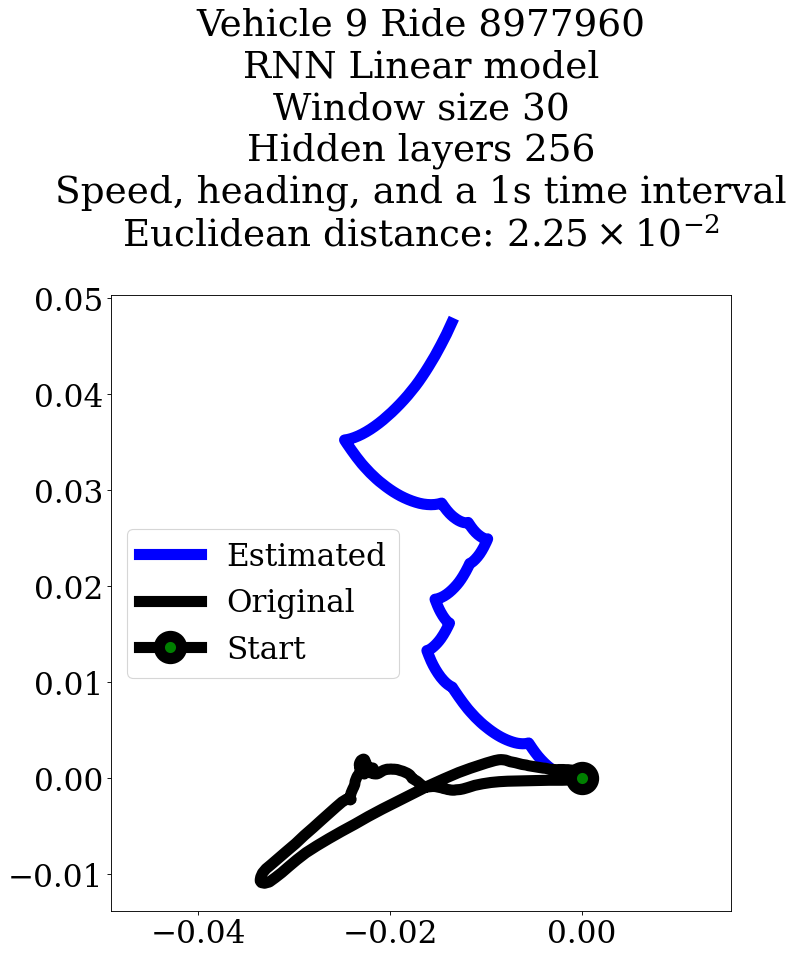 Vehicle 9 Ride 8977960
RNN Linear model
Window size 30
Hidden layers 256
Speed, heading, and a 1s time interval
Euclidean distance: 2.25 × 10⁻²
0.05
0.04
0.03
Estimated
0.02
Original
Start
0.01
0.00
−0.01
−0.04
−0.02
0.00